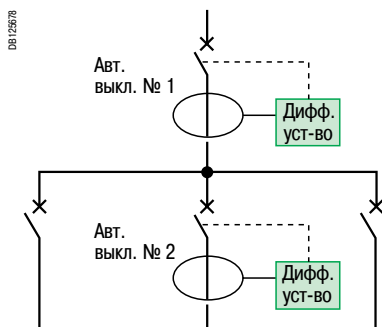 DB125678
Авт.
выкл. № 1
Дифф.
уст-во
Авт.
выкл. № 2
Дифф.
уст-во